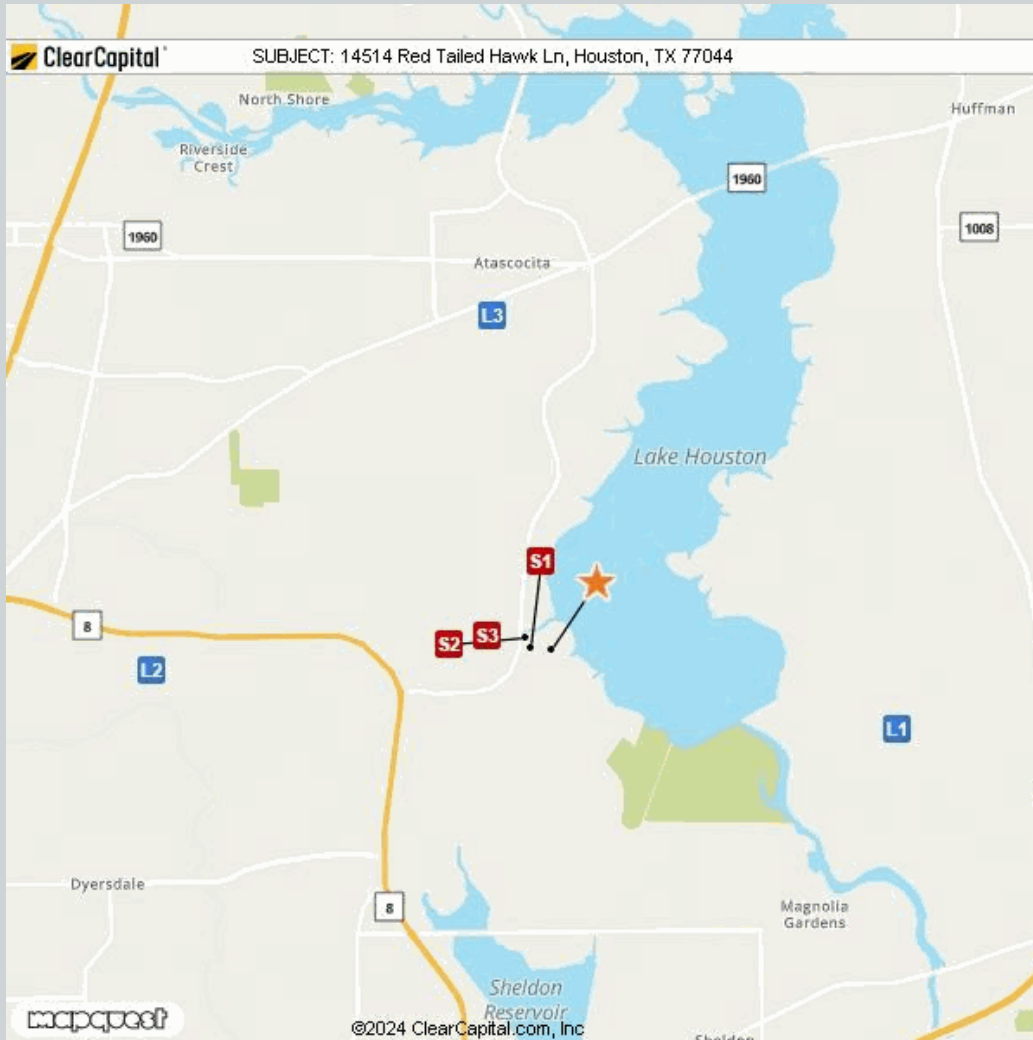 ClearCapital
SUBJECT: 14514 Red Tailed Hawk Ln, Houston, TX 77044
North Shore
Huffman
Riverside
Crest
1960
1008
1960
Atascocita
L3
Lake Houston
S1
8
S3
S2
L2
L1
Dyersdale
8
Magnolia
Gardens
Sheldon
Reservoir
mapquest
©2024 ClearCapital.com, Inc
Sheldon